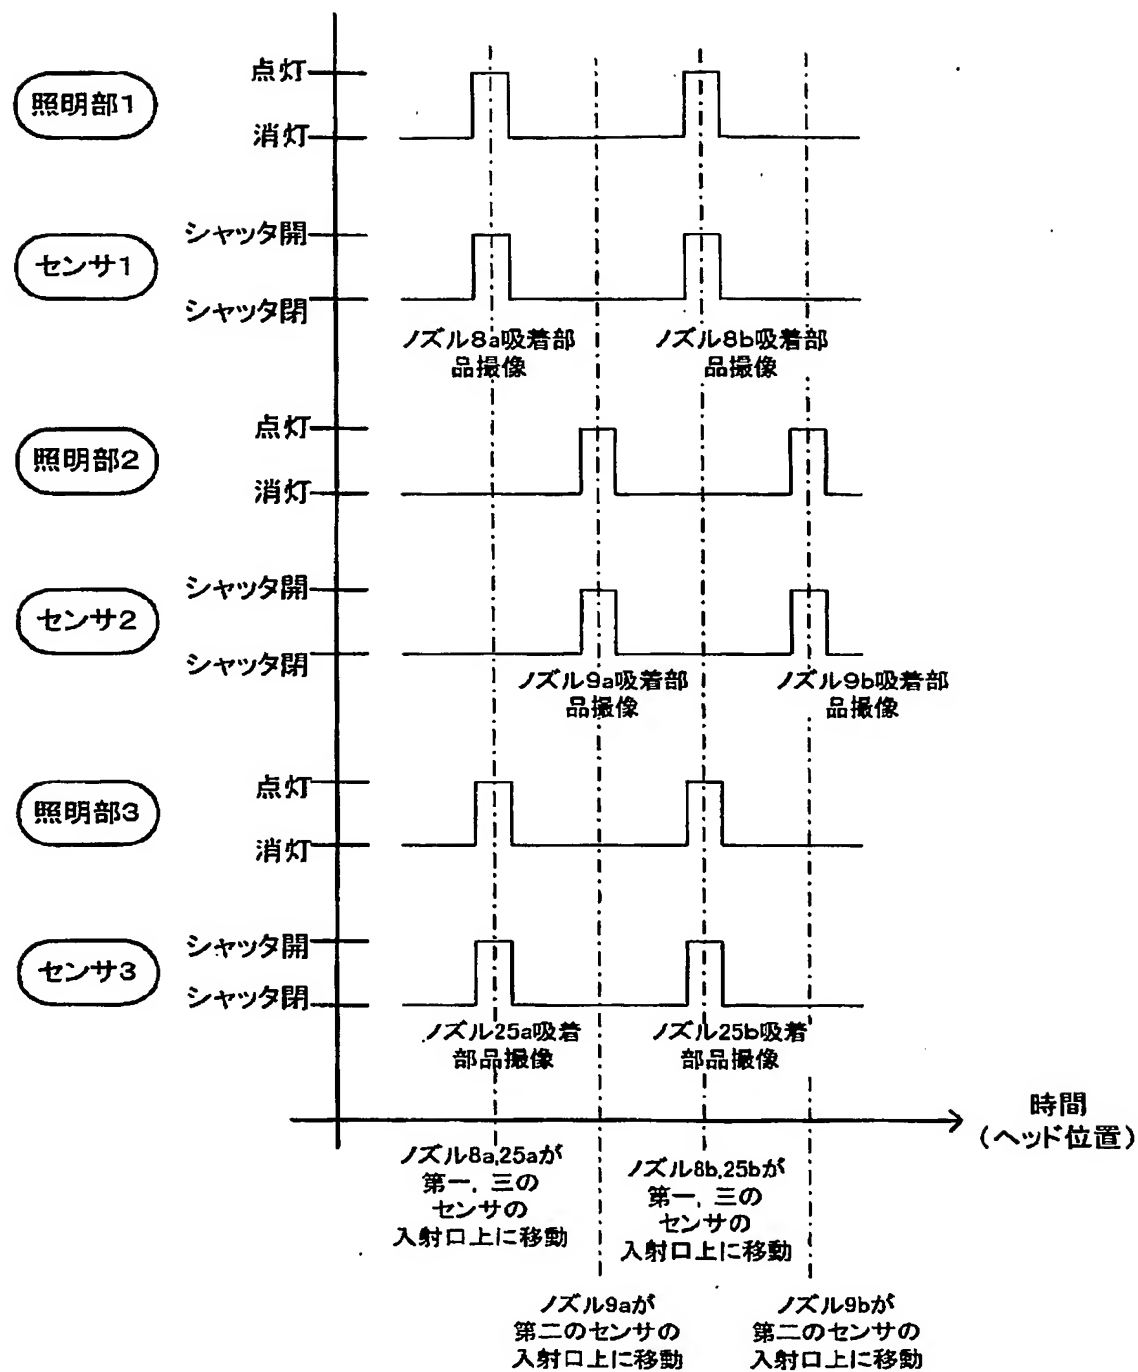 点灯
照明部1
消灯
シャッタ開
センサ1
シャッタ閉
ノズル8a吸着部
品撮像
ノズル8b吸着部
品撮像
点灯
照明部2
消灯
シャッタ開
センサ2
シャッタ閉
ノズル9a吸着部
品撮像
ノズル9b吸着部
品撮像
点灯
照明部3
消灯
シャッタ開
センサ3
シャッタ閉
ノズル25a吸着
部品撮像
ノズル25b吸着
部品撮像
時間
(ヘッド位置)
ノズル8a,25aが
第一,三の
センサの
入射口上に移動
ノズル8b,25bが
第一,三の
センサの
入射口上に移動
ノズル9aが
第二のセンサの
入射口上に移動
ノズル9bが
第二のセンサの
入射口上に移動